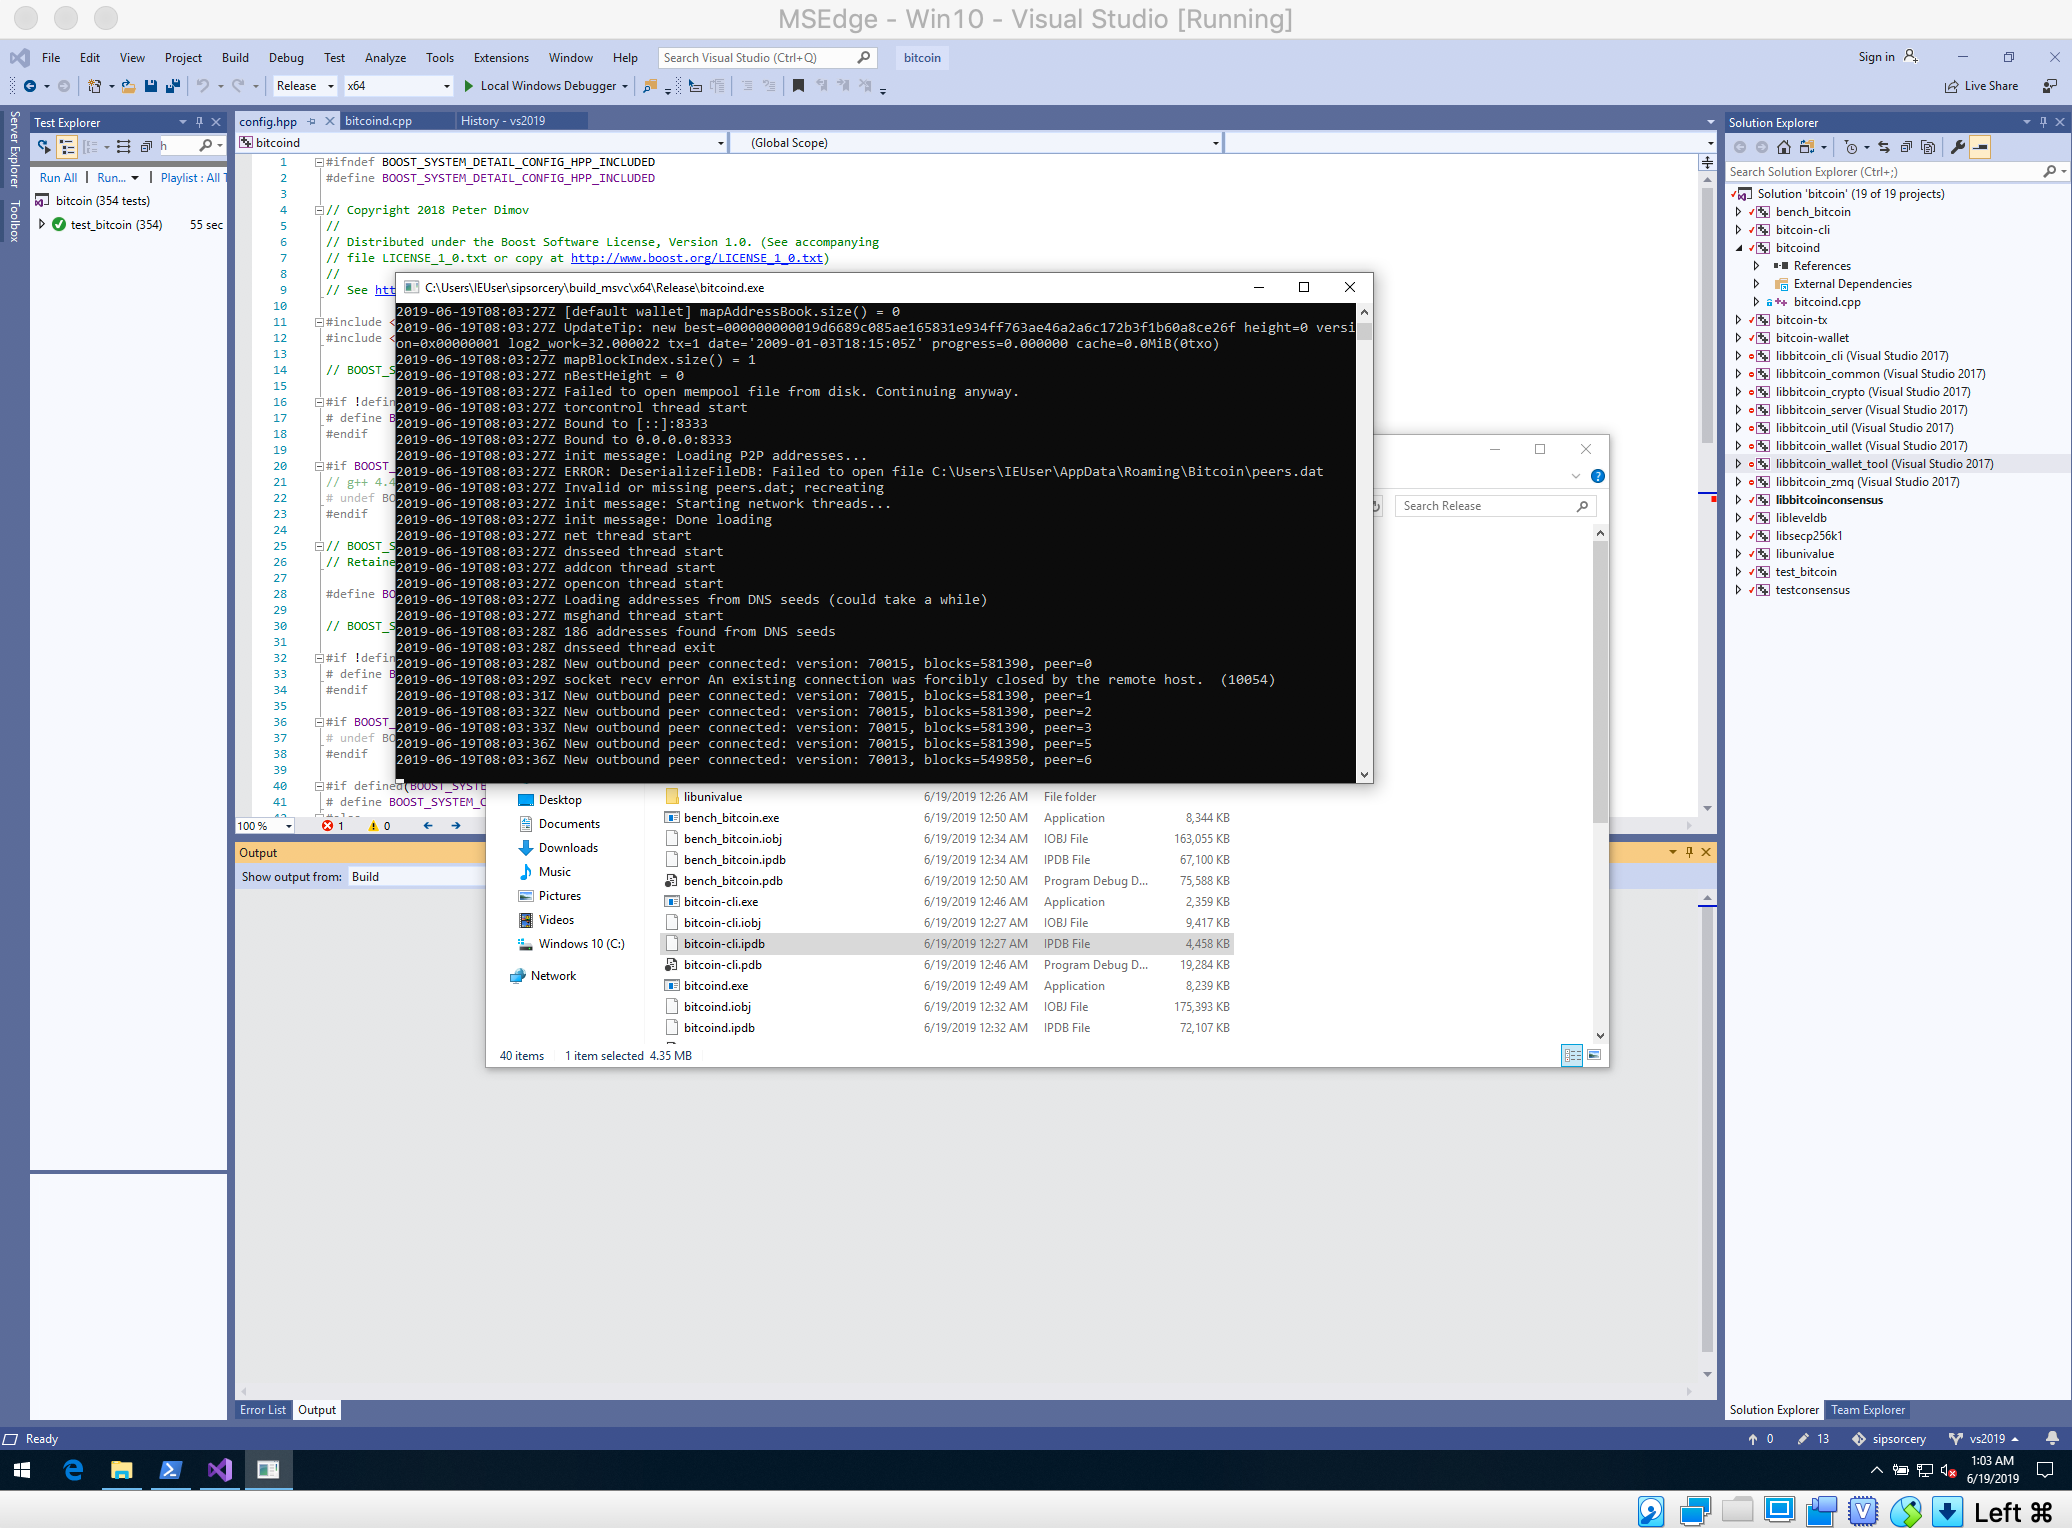 MSEdge - Win10 - Visual Studio [Running]
File Edit View Project Build Debug Test Analyze Tools Extensions Window Help Search Visual Studio (Ctrl+Q) bitcoin Sign in
Release x64 Local Windows Debugger Live Share
Server Explorer
Toolbox
Test Explorer
h
Run All | Run... | Playlist : All T
bitcoin (354 tests)
test_bitcoin (354) 55 sec
config.hpp bitcoind.cpp History - vs2019
bitcoind (Global Scope)
1 #ifndef BOOST_SYSTEM_DETAIL_CONFIG_HPP_INCLUDED
2 #define BOOST_SYSTEM_DETAIL_CONFIG_HPP_INCLUDED
3
4 // Copyright 2018 Peter Dimov
5 //
6 // Distributed under the Boost Software License, Version 1.0. (See accompanying
7 // file LICENSE_1_0.txt or copy at http://www.boost.org/LICENSE_1_0.txt)
8 //
9 // See htt
10
11 #include <
12 #include <
13
14 // BOOST_S
15
16 #if !defin
17 # define B
18 #endif
19
20 #if BOOST_
21 // g++ 4.4
22 # undef BO
23 #endif
24
25 // BOOST_S
26 // Retaine
27
28 #define BO
29
30 // BOOST_S
31
32 #if !defin
33 # define B
34 #endif
35
36 #if BOOST_
37 # undef BO
38 #endif
39
40 #if defined(BOOST_SYSTE
41 # define BOOST_SYSTEM_C
100 % 1 0
C:\Users\IEUser\sipsorcery\build_msvc\x64\Release\bitcoind.exe
2019-06-19T08:03:27Z [default wallet] mapAddressBook.size() = 0
2019-06-19T08:03:27Z UpdateTip: new best=000000000019d6689c085ae165831e934ff763ae46a2a6c172b3f1b60a8ce26f height=0 versi
on=0x00000001 log2_work=32.000022 tx=1 date='2009-01-03T18:15:05Z' progress=0.000000 cache=0.0MiB(0txo)
2019-06-19T08:03:27Z mapBlockIndex.size() = 1
2019-06-19T08:03:27Z nBestHeight = 0
2019-06-19T08:03:27Z Failed to open mempool file from disk. Continuing anyway.
2019-06-19T08:03:27Z torcontrol thread start
2019-06-19T08:03:27Z Bound to [::]:8333
2019-06-19T08:03:27Z Bound to 0.0.0.0:8333
2019-06-19T08:03:27Z init message: Loading P2P addresses...
2019-06-19T08:03:27Z ERROR: DeserializeFileDB: Failed to open file C:\Users\IEUser\AppData\Roaming\Bitcoin\peers.dat
2019-06-19T08:03:27Z Invalid or missing peers.dat; recreating
2019-06-19T08:03:27Z init message: Starting network threads...
2019-06-19T08:03:27Z init message: Done loading
2019-06-19T08:03:27Z net thread start
2019-06-19T08:03:27Z dnsseed thread start
2019-06-19T08:03:27Z addcon thread start
2019-06-19T08:03:27Z opencon thread start
2019-06-19T08:03:27Z Loading addresses from DNS seeds (could take a while)
2019-06-19T08:03:27Z msghand thread start
2019-06-19T08:03:28Z 186 addresses found from DNS seeds
2019-06-19T08:03:28Z dnsseed thread exit
2019-06-19T08:03:28Z New outbound peer connected: version: 70015, blocks=581390, peer=0
2019-06-19T08:03:29Z socket recv error An existing connection was forcibly closed by the remote host.  (10054)
2019-06-19T08:03:31Z New outbound peer connected: version: 70015, blocks=581390, peer=1
2019-06-19T08:03:32Z New outbound peer connected: version: 70015, blocks=581390, peer=2
2019-06-19T08:03:33Z New outbound peer connected: version: 70015, blocks=581390, peer=3
2019-06-19T08:03:36Z New outbound peer connected: version: 70015, blocks=581390, peer=5
2019-06-19T08:03:36Z New outbound peer connected: version: 70013, blocks=549850, peer=6
Search Release
Desktop
Documents
Downloads
Music
Pictures
Videos
Windows 10 (C:)
Network
libunivalue 6/19/2019 12:26 AM File folder
bench_bitcoin.exe 6/19/2019 12:50 AM Application 8,344 KB
bench_bitcoin.iobj 6/19/2019 12:34 AM IOBJ File 163,055 KB
bench_bitcoin.ipdb 6/19/2019 12:34 AM IPDB File 67,100 KB
bench_bitcoin.pdb 6/19/2019 12:50 AM Program Debug D... 75,588 KB
bitcoin-cli.exe 6/19/2019 12:46 AM Application 2,359 KB
bitcoin-cli.iobj 6/19/2019 12:27 AM IOBJ File 9,417 KB
bitcoin-cli.ipdb 6/19/2019 12:27 AM IPDB File 4,458 KB
bitcoin-cli.pdb 6/19/2019 12:46 AM Program Debug D... 19,284 KB
bitcoind.exe 6/19/2019 12:49 AM Application 8,239 KB
bitcoind.iobj 6/19/2019 12:32 AM IOBJ File 175,393 KB
bitcoind.ipdb 6/19/2019 12:32 AM IPDB File 72,107 KB
40 items 1 item selected 4.35 MB
Output
Show output from: Build
Error List Output
Solution Explorer
Search Solution Explorer (Ctrl+;)
Solution 'bitcoin' (19 of 19 projects)
bench_bitcoin
bitcoin-cli
bitcoind
References
External Dependencies
bitcoind.cpp
bitcoin-tx
bitcoin-wallet
libbitcoin_cli (Visual Studio 2017)
libbitcoin_common (Visual Studio 2017)
libbitcoin_crypto (Visual Studio 2017)
libbitcoin_server (Visual Studio 2017)
libbitcoin_util (Visual Studio 2017)
libbitcoin_wallet (Visual Studio 2017)
libbitcoin_wallet_tool (Visual Studio 2017)
libbitcoin_zmq (Visual Studio 2017)
libbitcoinconsensus
libleveldb
libsecp256k1
libunivalue
test_bitcoin
testconsensus
Solution Explorer Team Explorer
Ready 0 13 sipsorcery vs2019
1:03 AM
6/19/2019
Left ⌘